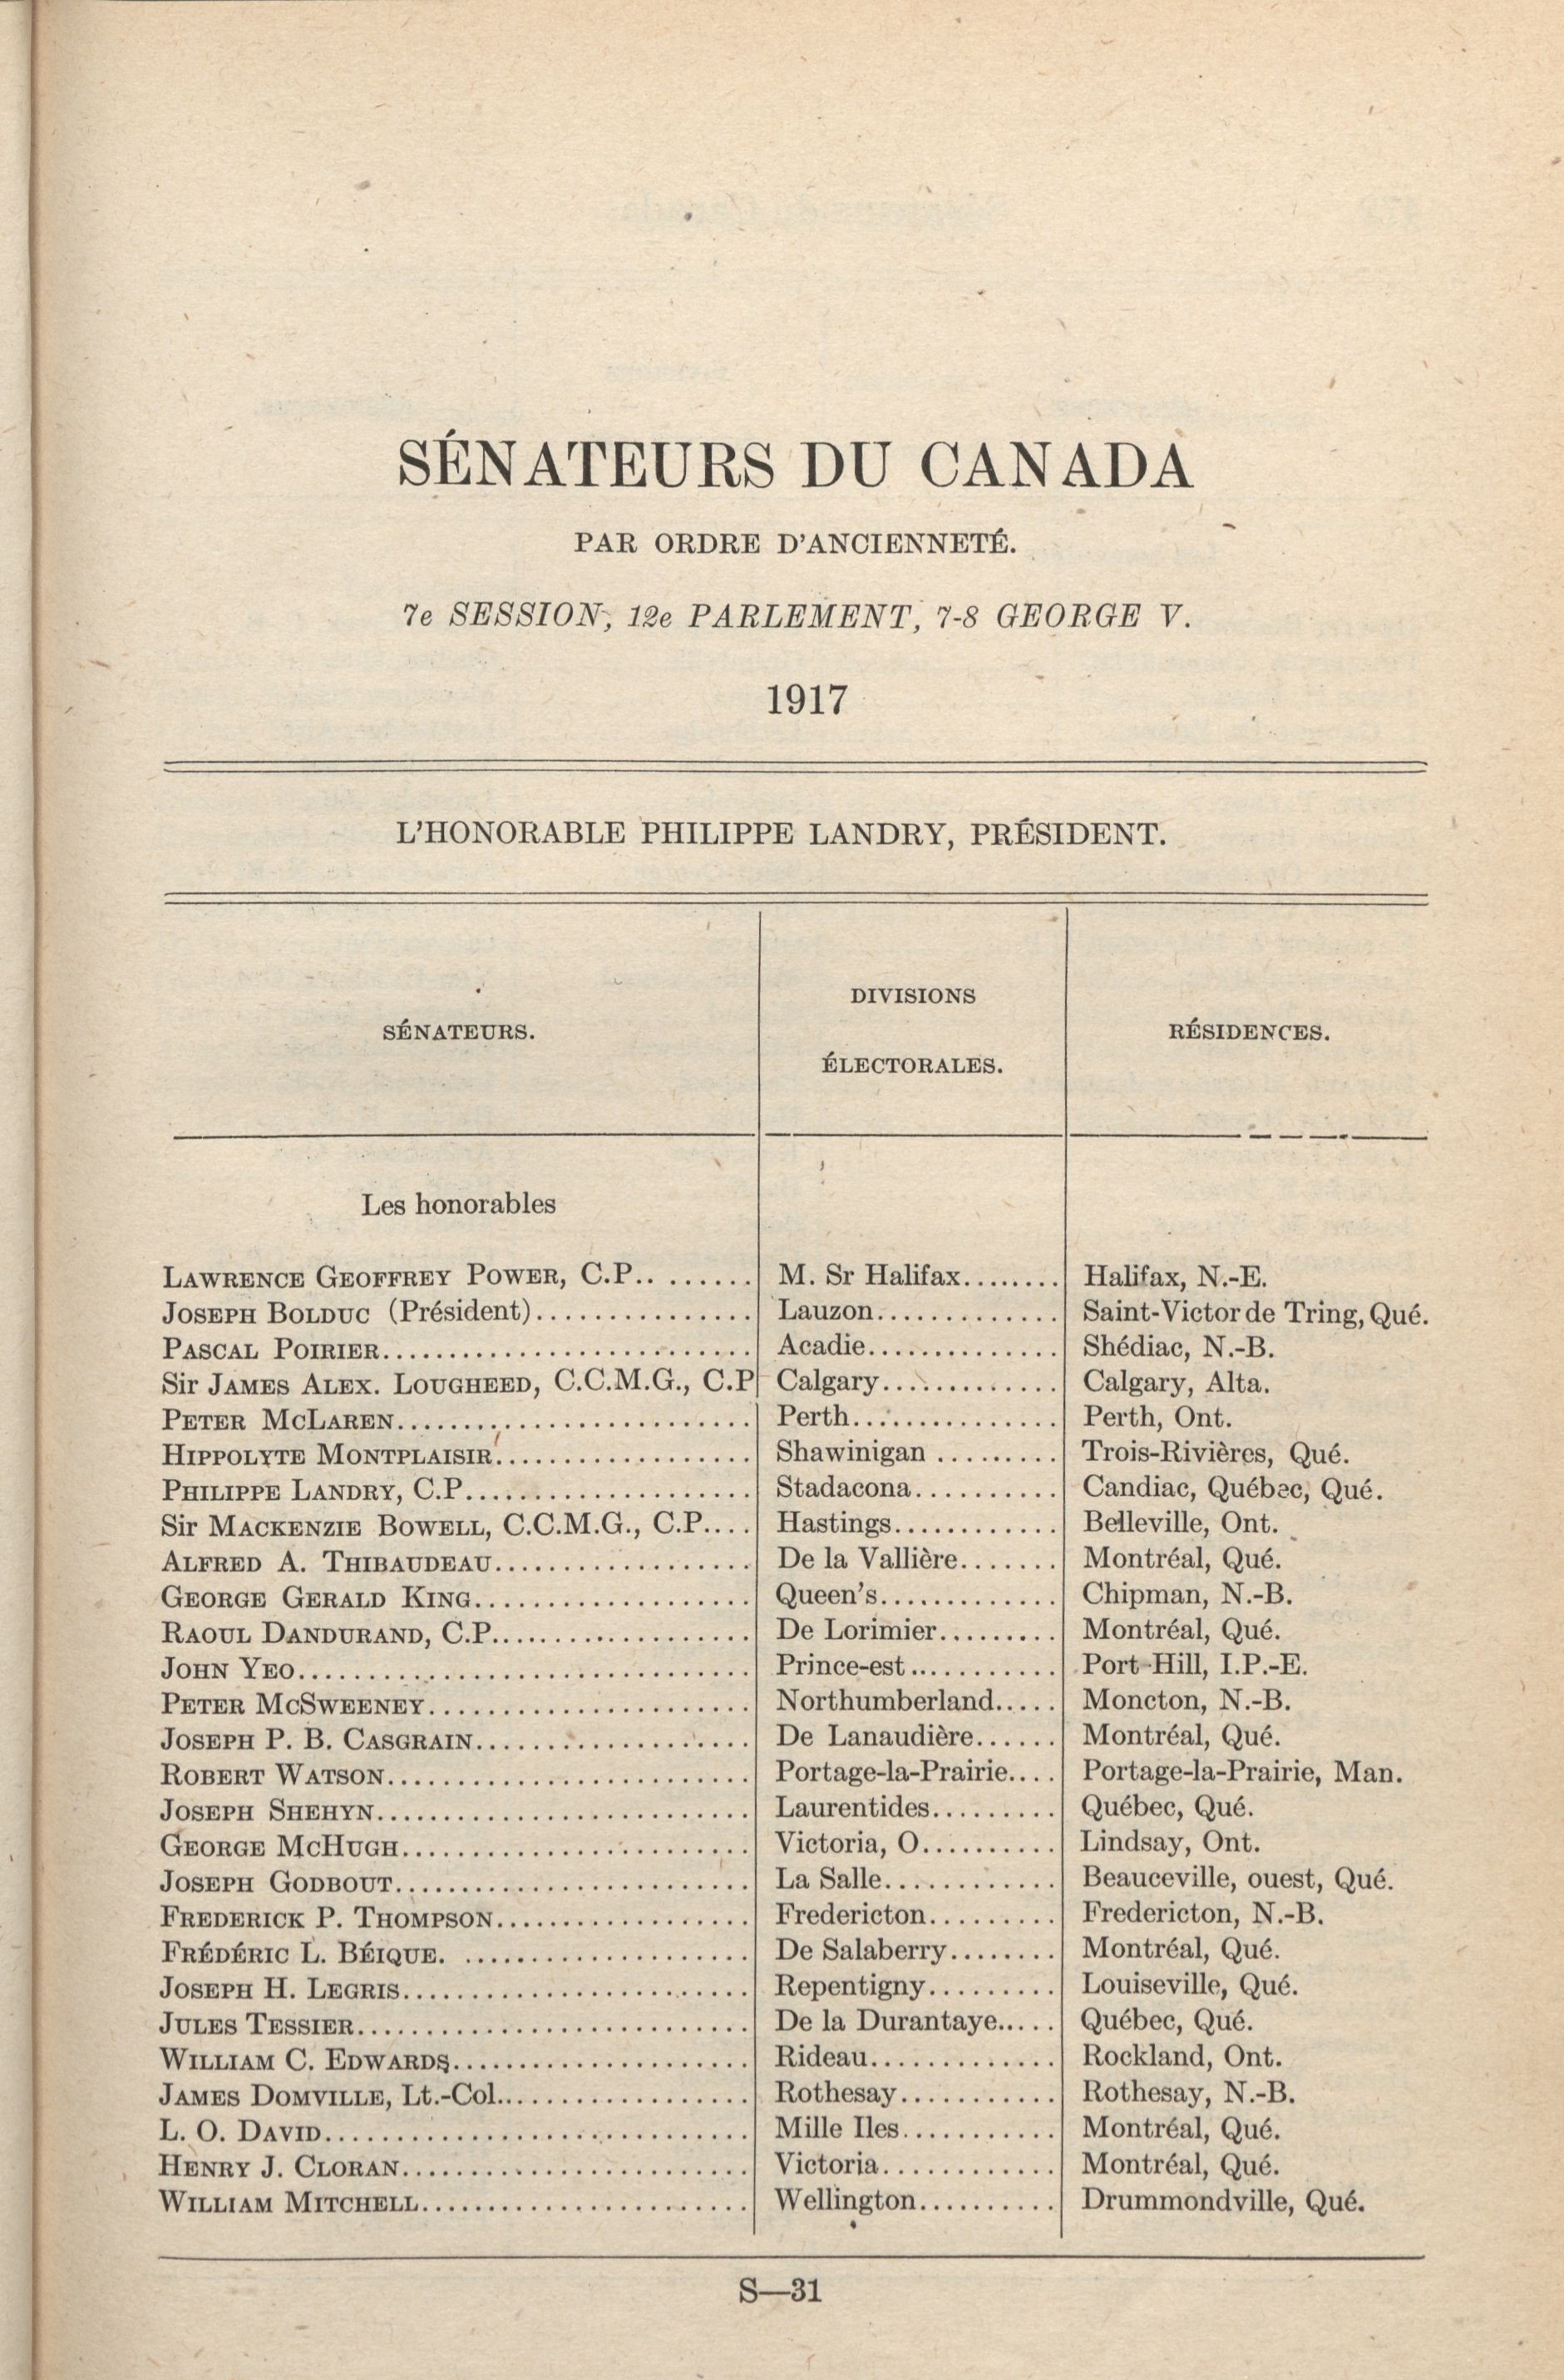 SÉNATEURS DU CANADA
PAR ORDRE D'ANCIENNETÉ.
7e SESSION, 12e PARLEMENT, 7-8 GEORGE V.
1917
L'HONORABLE PHILIPPE LANDRY, PRÉSIDENT.
SÉNATEURS. DIVISIONS ÉLECTORALES. RÉSIDENCES.
Les honorables
LAWRENCE GEOFFREY POWER, C.P.. ....... M. Sr Halifax........ Halifax, N.-E.
JOSEPH BOLDUC (Président)................ Lauzon............. Saint-Victor de Tring, Qué.
PASCAL POIRIER............................ Acadie.............. Shédiac, N.-B.
Sir JAMES ALEX. LOUGHEED, C.C.M.G., C.P Calgary............. Calgary, Alta.
PETER MCLAREN........................... Perth............... Perth, Ont.
HIPPOLYTE MONTPLAISIR................... Shawinigan ......... Trois-Rivières, Qué.
PHILIPPE LANDRY, C.P..................... Stadacona........... Candiac, Québec, Qué.
Sir MACKENZIE BOWELL, C.C.M.G., C.P.... Hastings............ Belleville, Ont.
ALFRED A. THIBAUDEAU................... De la Vallière....... Montréal, Qué.
GEORGE GERALD KING..................... Queen's............. Chipman, N.-B.
RAOUL DANDURAND, C.P................... De Lorimier......... Montréal, Qué.
JOHN YEO.................................. Prince-est........... Port-Hill, I.P.-E.
PETER MCSWEENEY........................ Northumberland..... Moncton, N.-B.
JOSEPH P. B. CASGRAIN..................... De Lanaudière...... Montréal, Qué.
ROBERT WATSON........................... Portage-la-Prairie.... Portage-la-Prairie, Man.
JOSEPH SHEHYN............................ Laurentides......... Québec, Qué.
GEORGE MCHUGH.......................... Victoria, O.......... Lindsay, Ont.
JOSEPH GODBOUT.......................... La Salle............. Beauceville, ouest, Qué.
FREDERICK P. THOMPSON................... Fredericton......... Fredericton, N.-B.
FRÉDÉRIC L. BÉIQUE. ..................... De Salaberry........ Montréal, Qué.
JOSEPH H. LEGRIS.......................... Repentigny......... Louiseville, Qué.
JULES TESSIER............................. De la Durantaye..... Québec, Qué.
WILLIAM C. EDWARDS...................... Rideau.............. Rockland, Ont.
JAMES DOMVILLE, Lt.-Col................... Rothesay............ Rothesay, N.-B.
L. O. DAVID................................ Mille Iles............ Montréal, Qué.
HENRY J. CLORAN.......................... Victoria............. Montréal, Qué.
WILLIAM MITCHELL........................ Wellington.......... Drummondville, Qué.
S—31